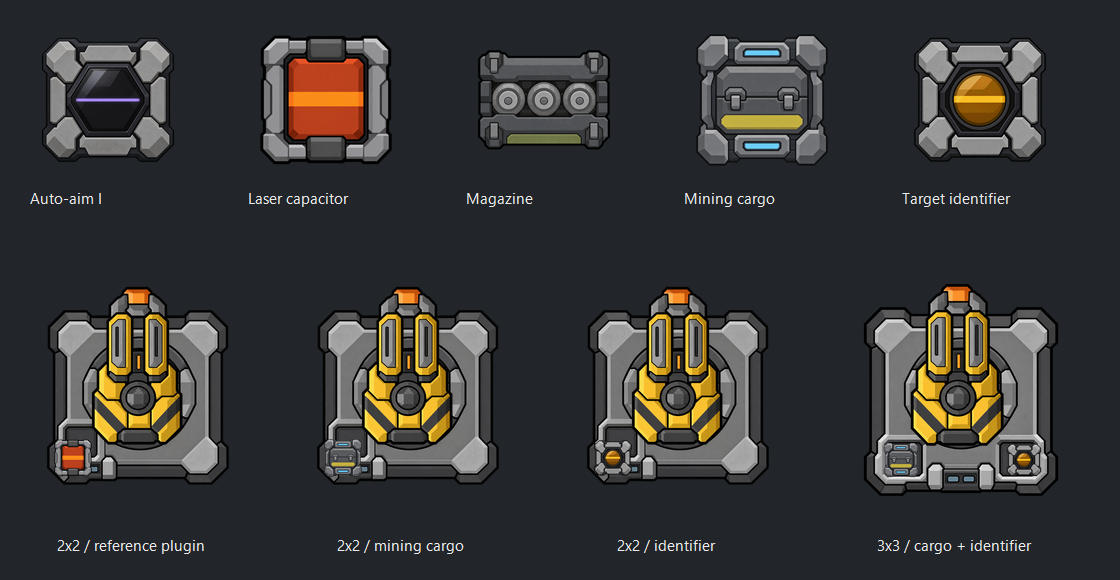 Auto-aim I
Laser capacitor
Magazine
Mining cargo
Target identifier
2x2 / reference plugin
2x2 / mining cargo
2x2 / identifier
3x3 / cargo + identifier